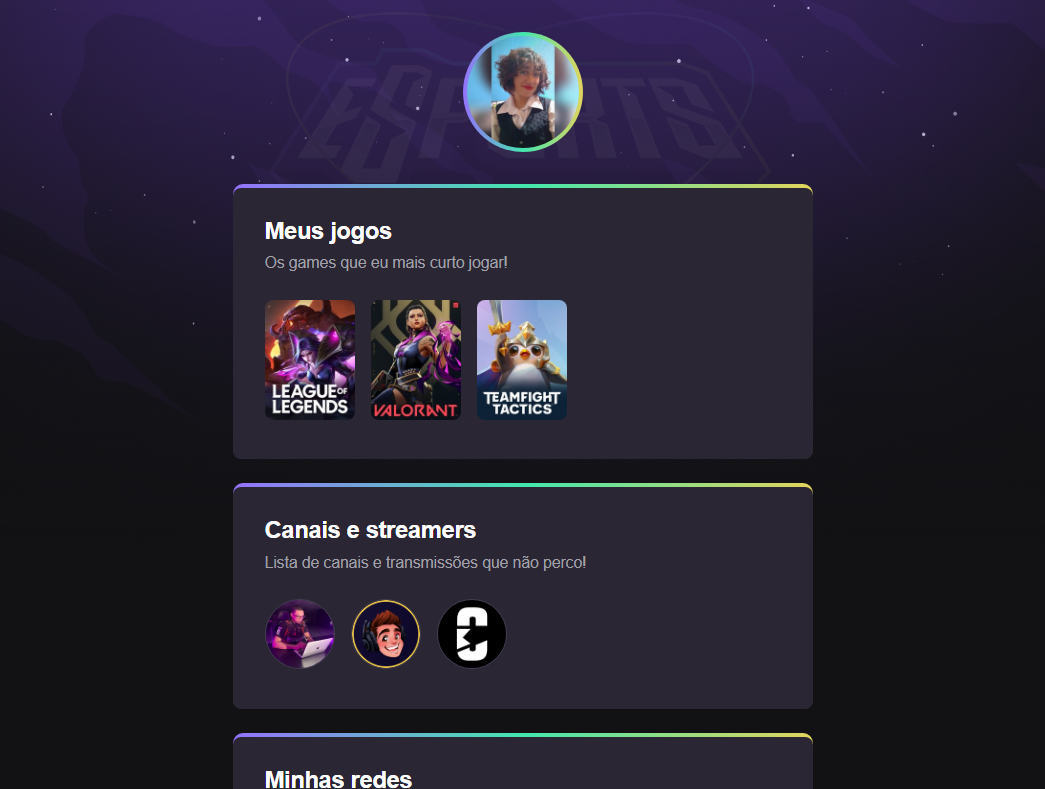 ESPORTS
Meus jogos
Os games que eu mais curto jogar!
LEAGUE OF
LEGENDS
VALORANT
TEAMFIGHT
TACTICS
Canais e streamers
Lista de canais e transmissões que não perco!
Minhas redes